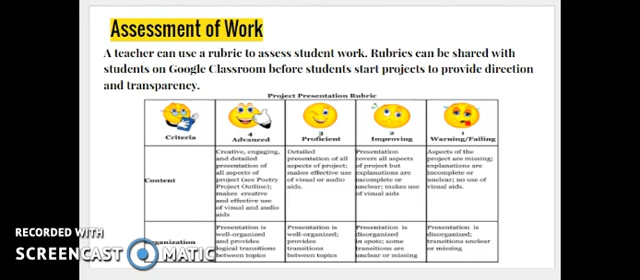 Assessment of Work
A teacher can use a rubric to assess student work. Rubrics can be shared with
students on Google Classroom before students start projects to provide direction
and transparency.
Project Presentation Rubric
Criteria
4
Advanced
3
Proficient
2
Improving
1
Warning/Failing
Content
Creative, engaging,
and detailed
presentation of all
aspects of project
(see Poetry
Project Outline);
makes creative
and effective use
of visual and audio
aids
Detailed
presentation of all
aspects of project;
makes effective use
of visual or audio
aids.
Presentation
covers all aspects
of project but
explanations are
incomplete or
unclear; makes use
of visual aids
Aspects of the
project are missing;
explanations are
incomplete or
unclear; no use of
visual aids.
Organization
Presentation is
well-organized
and provides
logical transitions
between topics
Presentation is
well-organized;
provides
transitions
between topics
Presentation is
disorganized
in spots; some
transitions are
unclear or missing
Presentation is
disorganized;
transitions unclear
or missing
RECORDED WITH
SCREENCAST MATIC